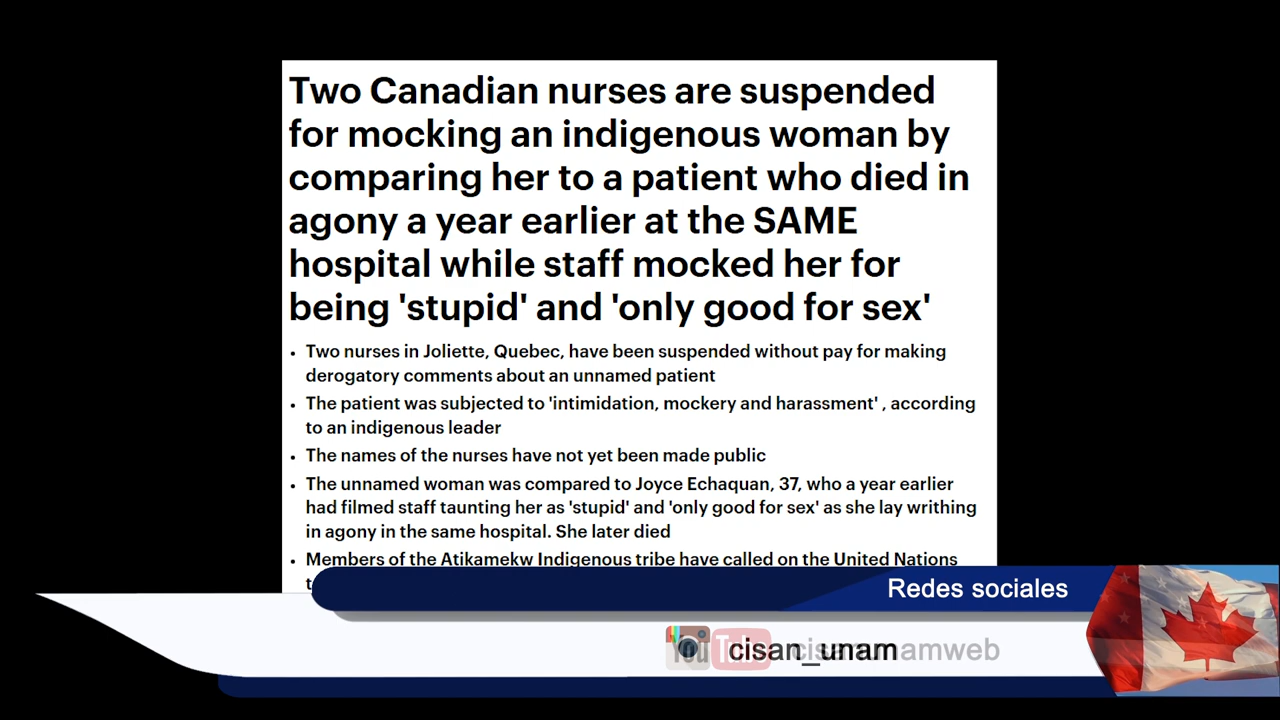 Two Canadian nurses are suspended
for mocking an indigenous woman by
comparing her to a patient who died in
agony a year earlier at the SAME
hospital while staff mocked her for
being 'stupid' and 'only good for sex'
• Two nurses in Joliette, Quebec, have been suspended without pay for making
derogatory comments about an unnamed patient
• The patient was subjected to 'intimidation, mockery and harassment' , according
to an indigenous leader
• The names of the nurses have not yet been made public
• The unnamed woman was compared to Joyce Echaquan, 37, who a year earlier
had filmed staff taunting her as 'stupid' and 'only good for sex' as she lay writhing
in agony in the same hospital. She later died
• Members of the Atikamekw Indigenous tribe have called on the United Nations
Redes sociales
YouTube cisan_unam